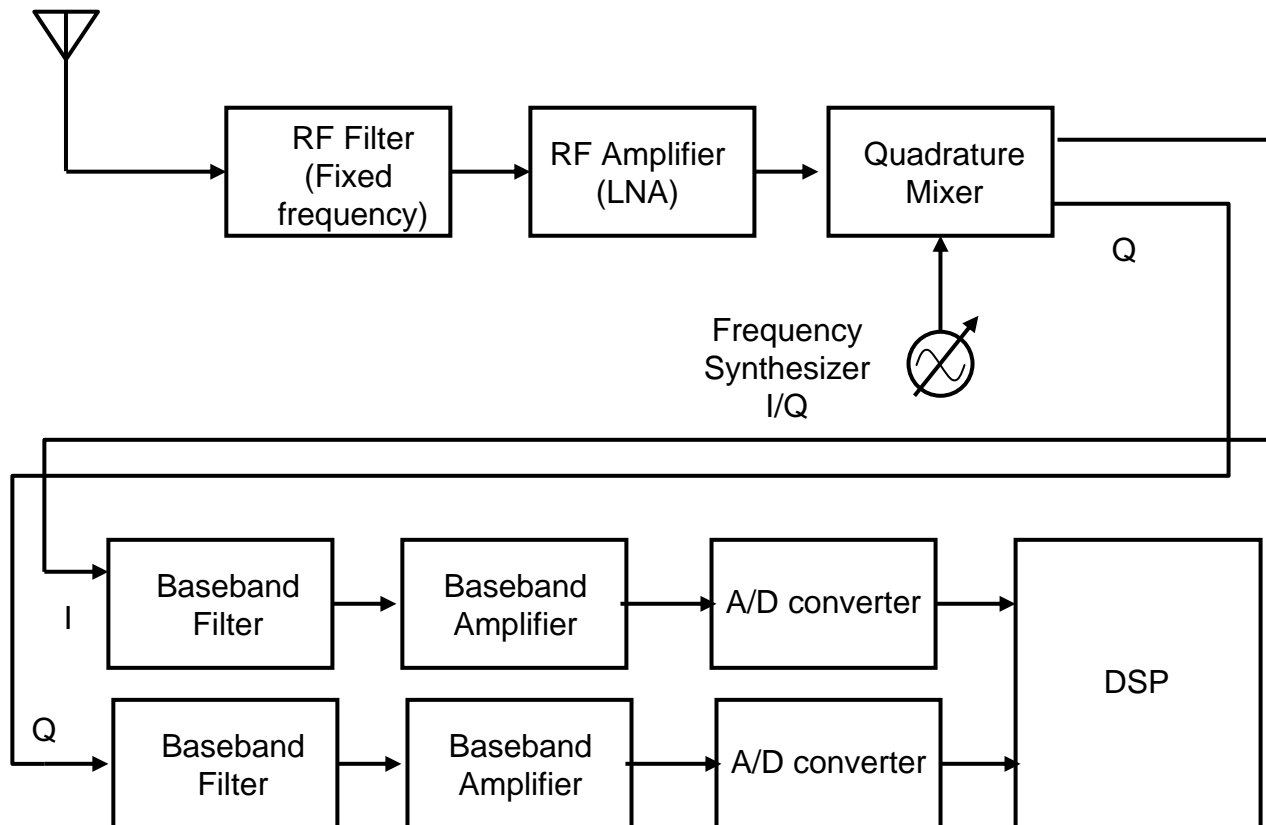 RF Filter
(Fixed
frequency)
RF Amplifier
(LNA)
Quadrature
Mixer
Q
Frequency
Synthesizer
I/Q
Baseband
Filter
Baseband
Amplifier
A/D converter
I
DSP
Q
Baseband
Filter
Baseband
Amplifier
A/D converter